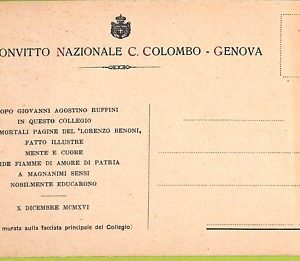 ONVITTO NAZIONALE C. COLOMBO - GENOVA
OPO GIOVANNI AGOSTINO RUFFINI
IN QUESTO COLLEGIO
MORTALI PAGINE DEL 'LORENZO BENONI,
FATTO ILLUSTRE
MENTE E CUORE
DE FIAMME DI AMORE DI PATRIA
A MAGNANIMI SENSI
NOBILMENTE EDUCARONO
X DICEMBRE MCMXVI
murata sulla facciata principale del Collegio)